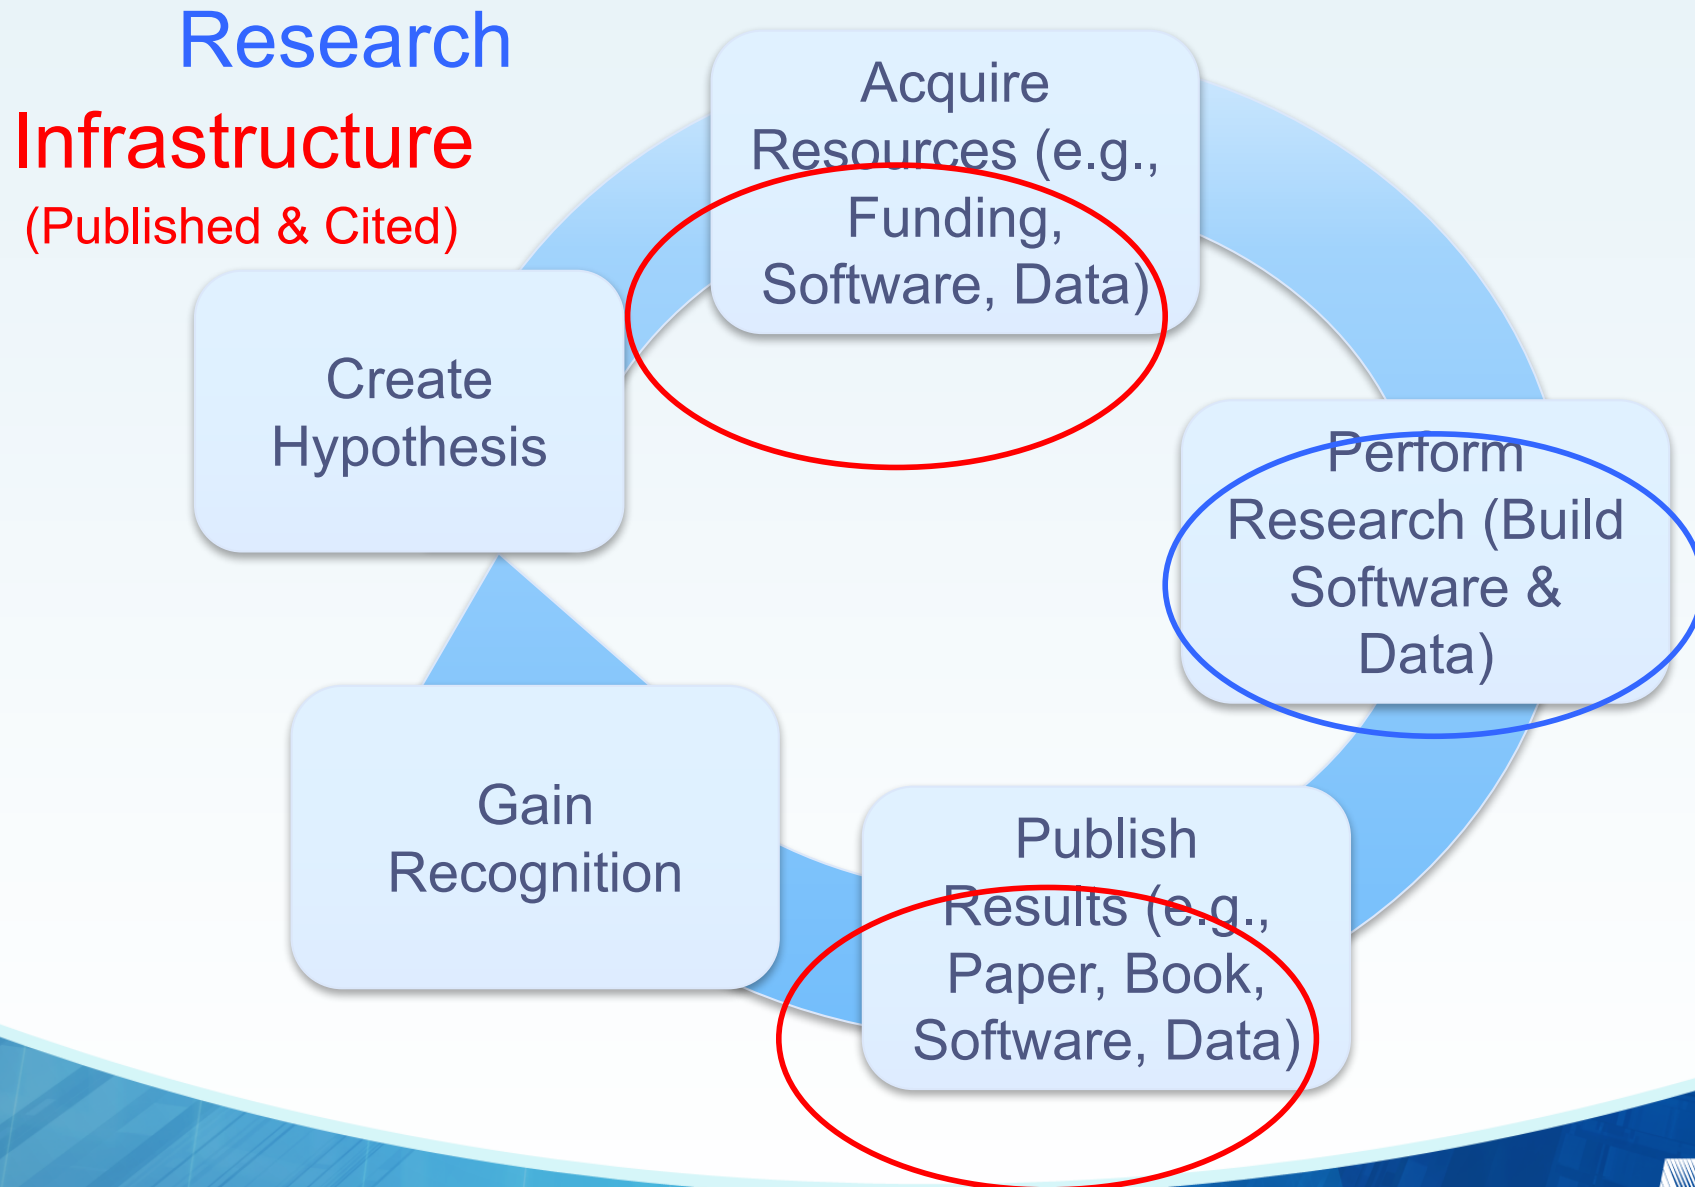 Research
Infrastructure
(Published & Cited)
Acquire
Resources (e.g.,
Funding,
Software, Data)
Create
Hypothesis
Perform
Research (Build
Software &
Data)
Gain
Recognition
Publish
Results (e.g.,
Paper, Book,
Software, Data)